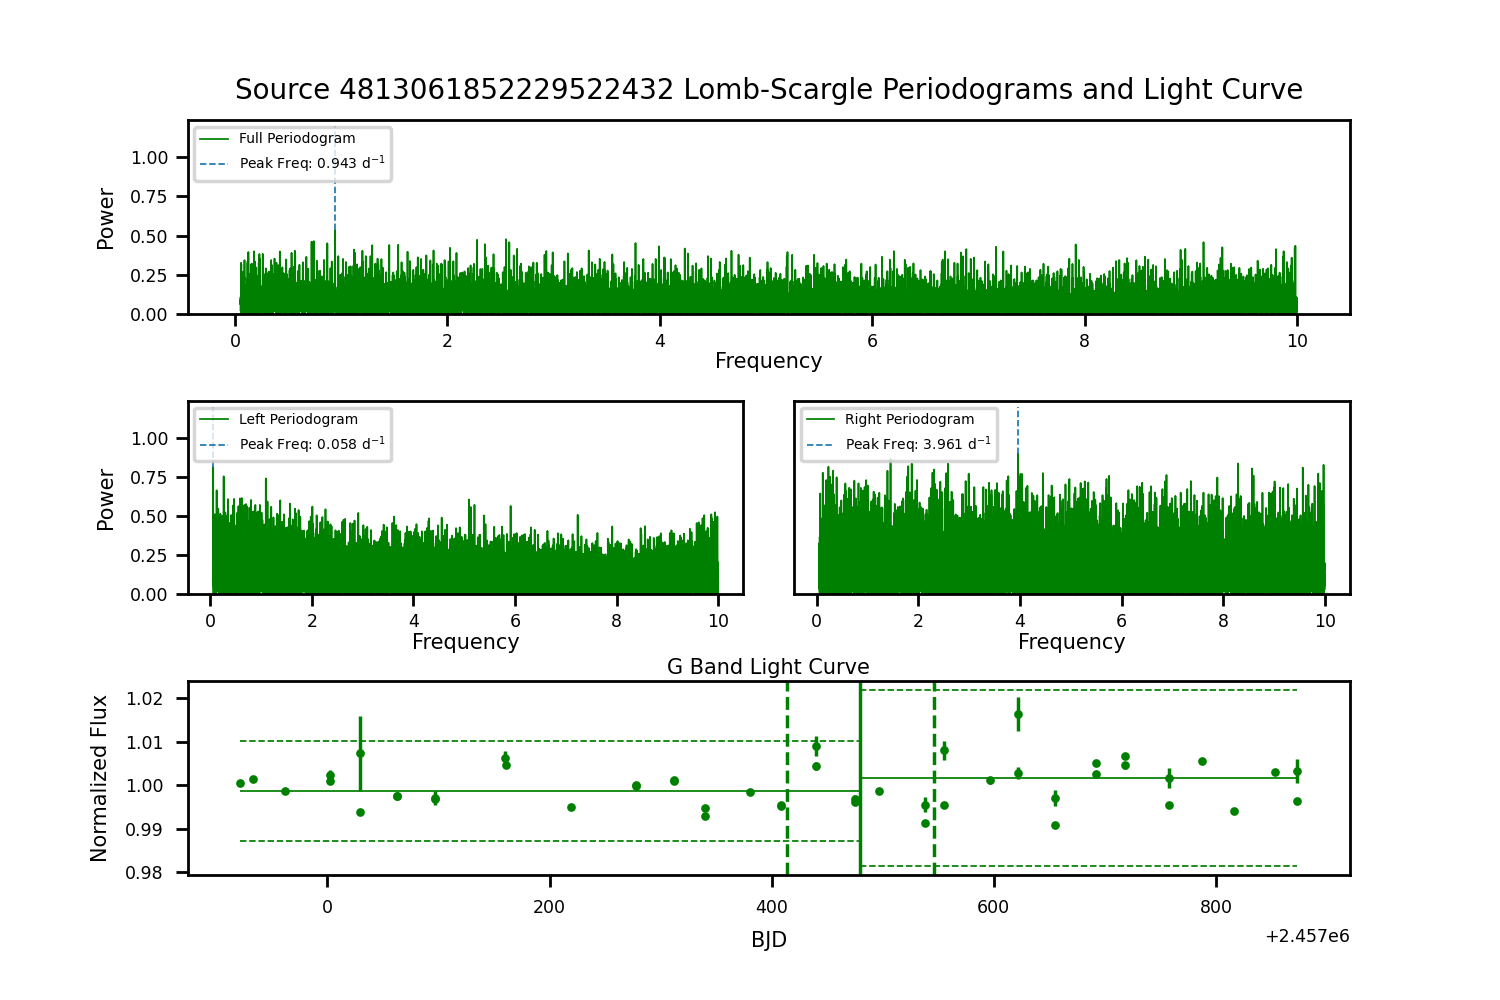 Source 4813061852229522432 Lomb-Scargle Periodograms and Light Curve
Full Periodogram
Peak Freq: 0.943 d⁻¹
Power
1.00
0.75
0.50
0.25
0.00
0 2 4 6 8 10
Frequency
Left Periodogram
Peak Freq: 0.058 d⁻¹
Power
1.00
0.75
0.50
0.25
0.00
0 2 4 6 8 10
Frequency
Right Periodogram
Peak Freq: 3.961 d⁻¹
0 2 4 6 8 10
Frequency
G Band Light Curve
Normalized Flux
1.02
1.01
1.00
0.99
0.98
0 200 400 600 800
BJD
+2.457e6